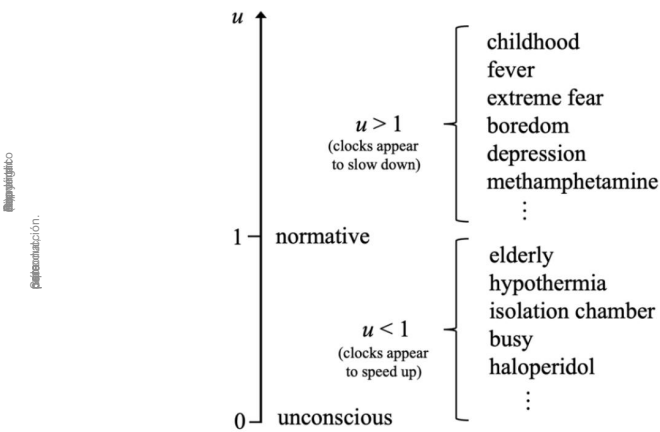 u
childhood
fever
extreme fear
u > 1
boredom
(clocks appear
to slow down)
depression
methamphetamine
⋮
1
normative
elderly
hypothermia
isolation chamber
u < 1
busy
(clocks appear
to speed up)
haloperidol
⋮
0
unconscious